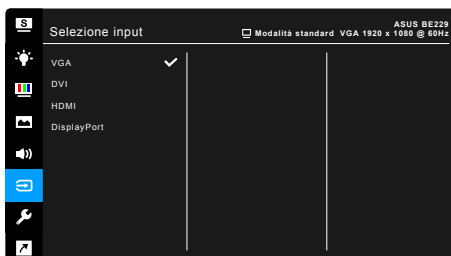 S
Selezione input
ASUS BE229
Modalità standard VGA 1920 x 1080 @ 60Hz
VGA
DVI
HDMI
DisplayPort